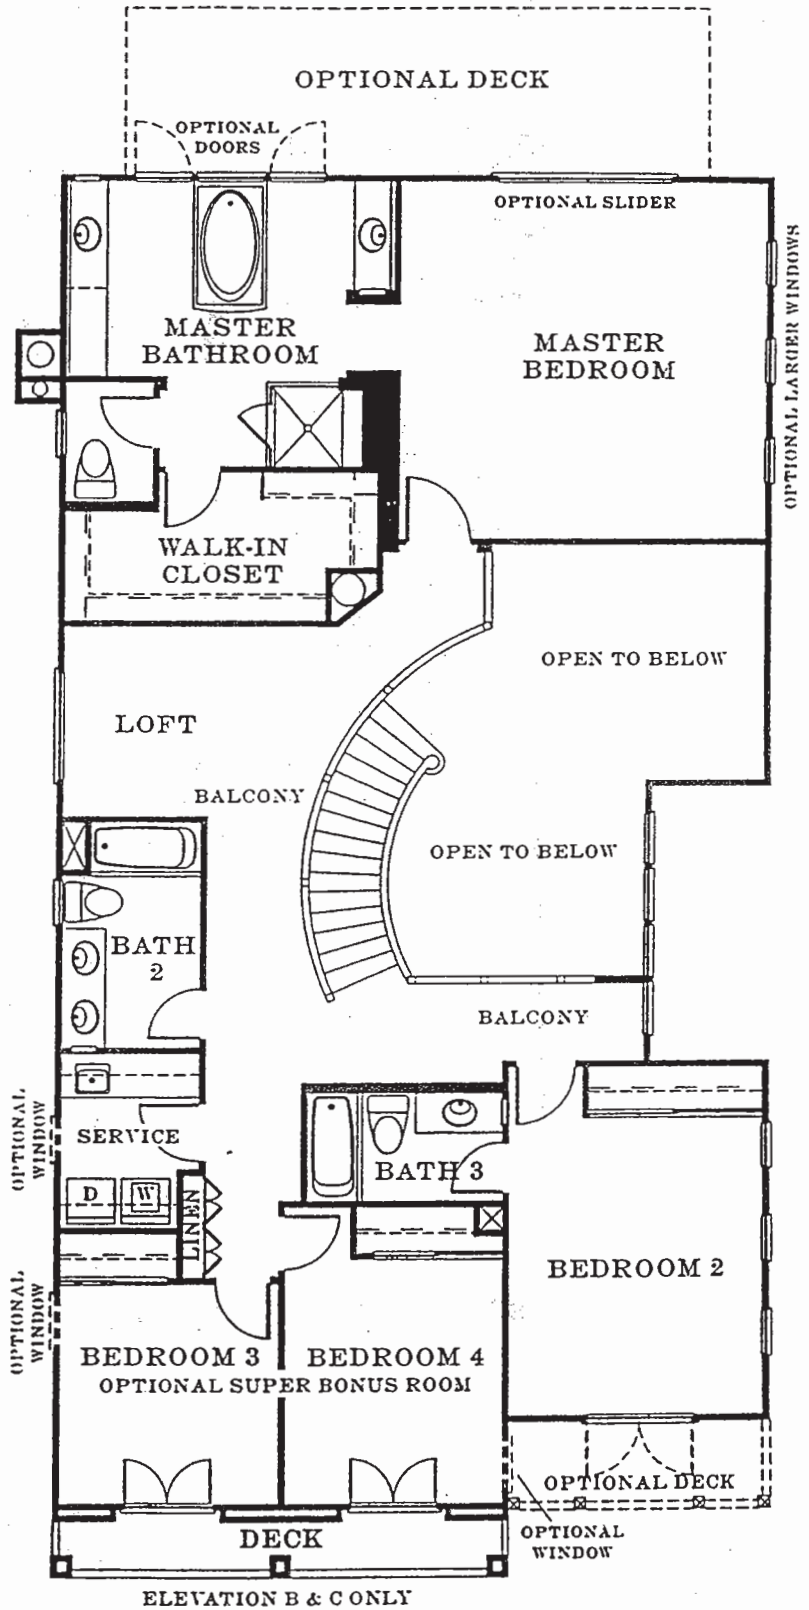 OPTIONAL DECK
OPTIONAL
DOORS
OPTIONAL SLIDER
OPTIONAL LARGER WINDOWS
MASTER
BATHROOM
MASTER
BEDROOM
WALK-IN
CLOSET
OPEN TO BELOW
LOFT
BALCONY
OPEN TO BELOW
BATH
2
BALCONY
OPTIONAL
WINDOW
SERVICE
BATH 3
D
W
LINEN
BEDROOM 2
OPTIONAL
WINDOW
BEDROOM 3
BEDROOM 4
OPTIONAL SUPER BONUS ROOM
OPTIONAL DECK
DECK
OPTIONAL
WINDOW
ELEVATION B & C ONLY